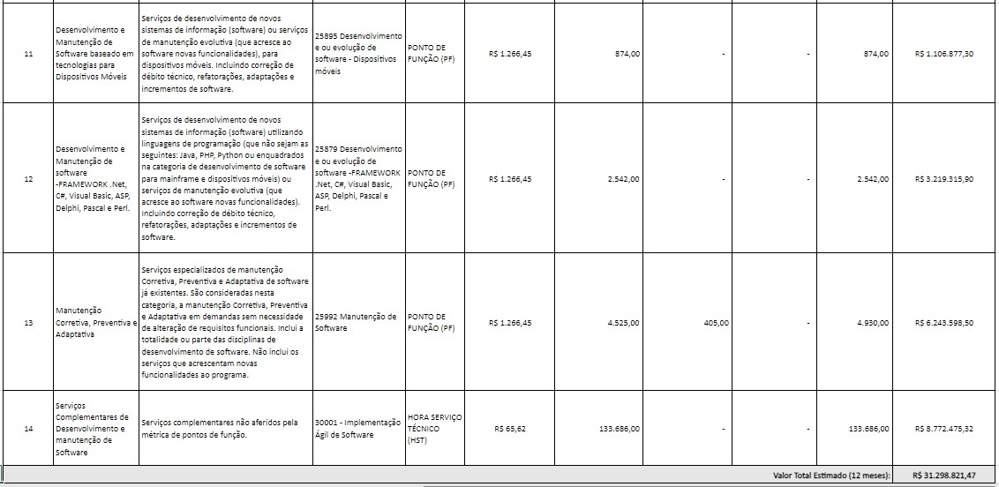 11
Desenvolvimento e
Manutenção de
Software baseado em
tecnologias para
Dispositivos Móveis
Serviços de desenvolvimento de novos
sistemas de informação (software) ou serviços
de manutenção evolutiva (que acresce ao
software novas funcionalidades), para
dispositivos móveis. Incluindo correção de
débito técnico, refatorações, adaptações e
incrementos de software.
25895 Desenvolvimento
e ou evolução de
software - Dispositivos
móveis
PONTO DE
FUNÇÃO (PF)
R$ 1.266,45
874,00
-
-
874,00
R$ 1.106.877,30
12
Desenvolvimento e
Manutenção de
software
-FRAMEWORK .Net,
C#, Visual Basic, ASP,
Delphi, Pascal e Perl.
Serviços de desenvolvimento de novos
sistemas de informação (software) utilizando
linguagens de programação (que não sejam as
seguintes: Java, PHP, Python ou enquadrados
na categoria de desenvolvimento de software
para mainframe e dispositivos móveis) ou
serviços de manutenção evolutiva (que
acresce ao software novas funcionalidades).
Incluindo correção de débito técnico,
refatorações, adaptações e incrementos de
software.
25879 Desenvolvimento
e ou evolução de
software -FRAMEWORK
.Net, C#, Visual Basic,
ASP, Delphi, Pascal e
Perl.
PONTO DE
FUNÇÃO (PF)
R$ 1.266,45
2.542,00
-
-
2.542,00
R$ 3.219.315,90
13
Manutenção
Corretiva, Preventiva e
Adaptativa
Serviços especializados de manutenção
Corretiva, Preventiva e Adaptativa de software
já existentes. São consideradas nesta
categoria, a manutenção Corretiva, Preventiva
e Adaptativa em demandas sem necessidade
de alteração de requisitos funcionais. Inclui a
totalidade ou parte das disciplinas de
desenvolvimento de software. Não inclui os
serviços que acrescentam novas
funcionalidades ao programa.
25992 Manutenção de
Software
PONTO DE
FUNÇÃO (PF)
R$ 1.266,45
4.525,00
405,00
-
4.930,00
R$ 6.243.598,50
14
Serviços
Complementares de
Desenvolvimento e
manutenção de
Software
Serviços complementares não aferidos pela
métrica de pontos de função.
30001 - Implementação
Ágil de Software
HORA SERVIÇO
TÉCNICO
(HST)
R$ 65,62
133.686,00
-
-
133.686,00
R$ 8.772.475,32
Valor Total Estimado (12 meses):
R$ 31.298.821,47